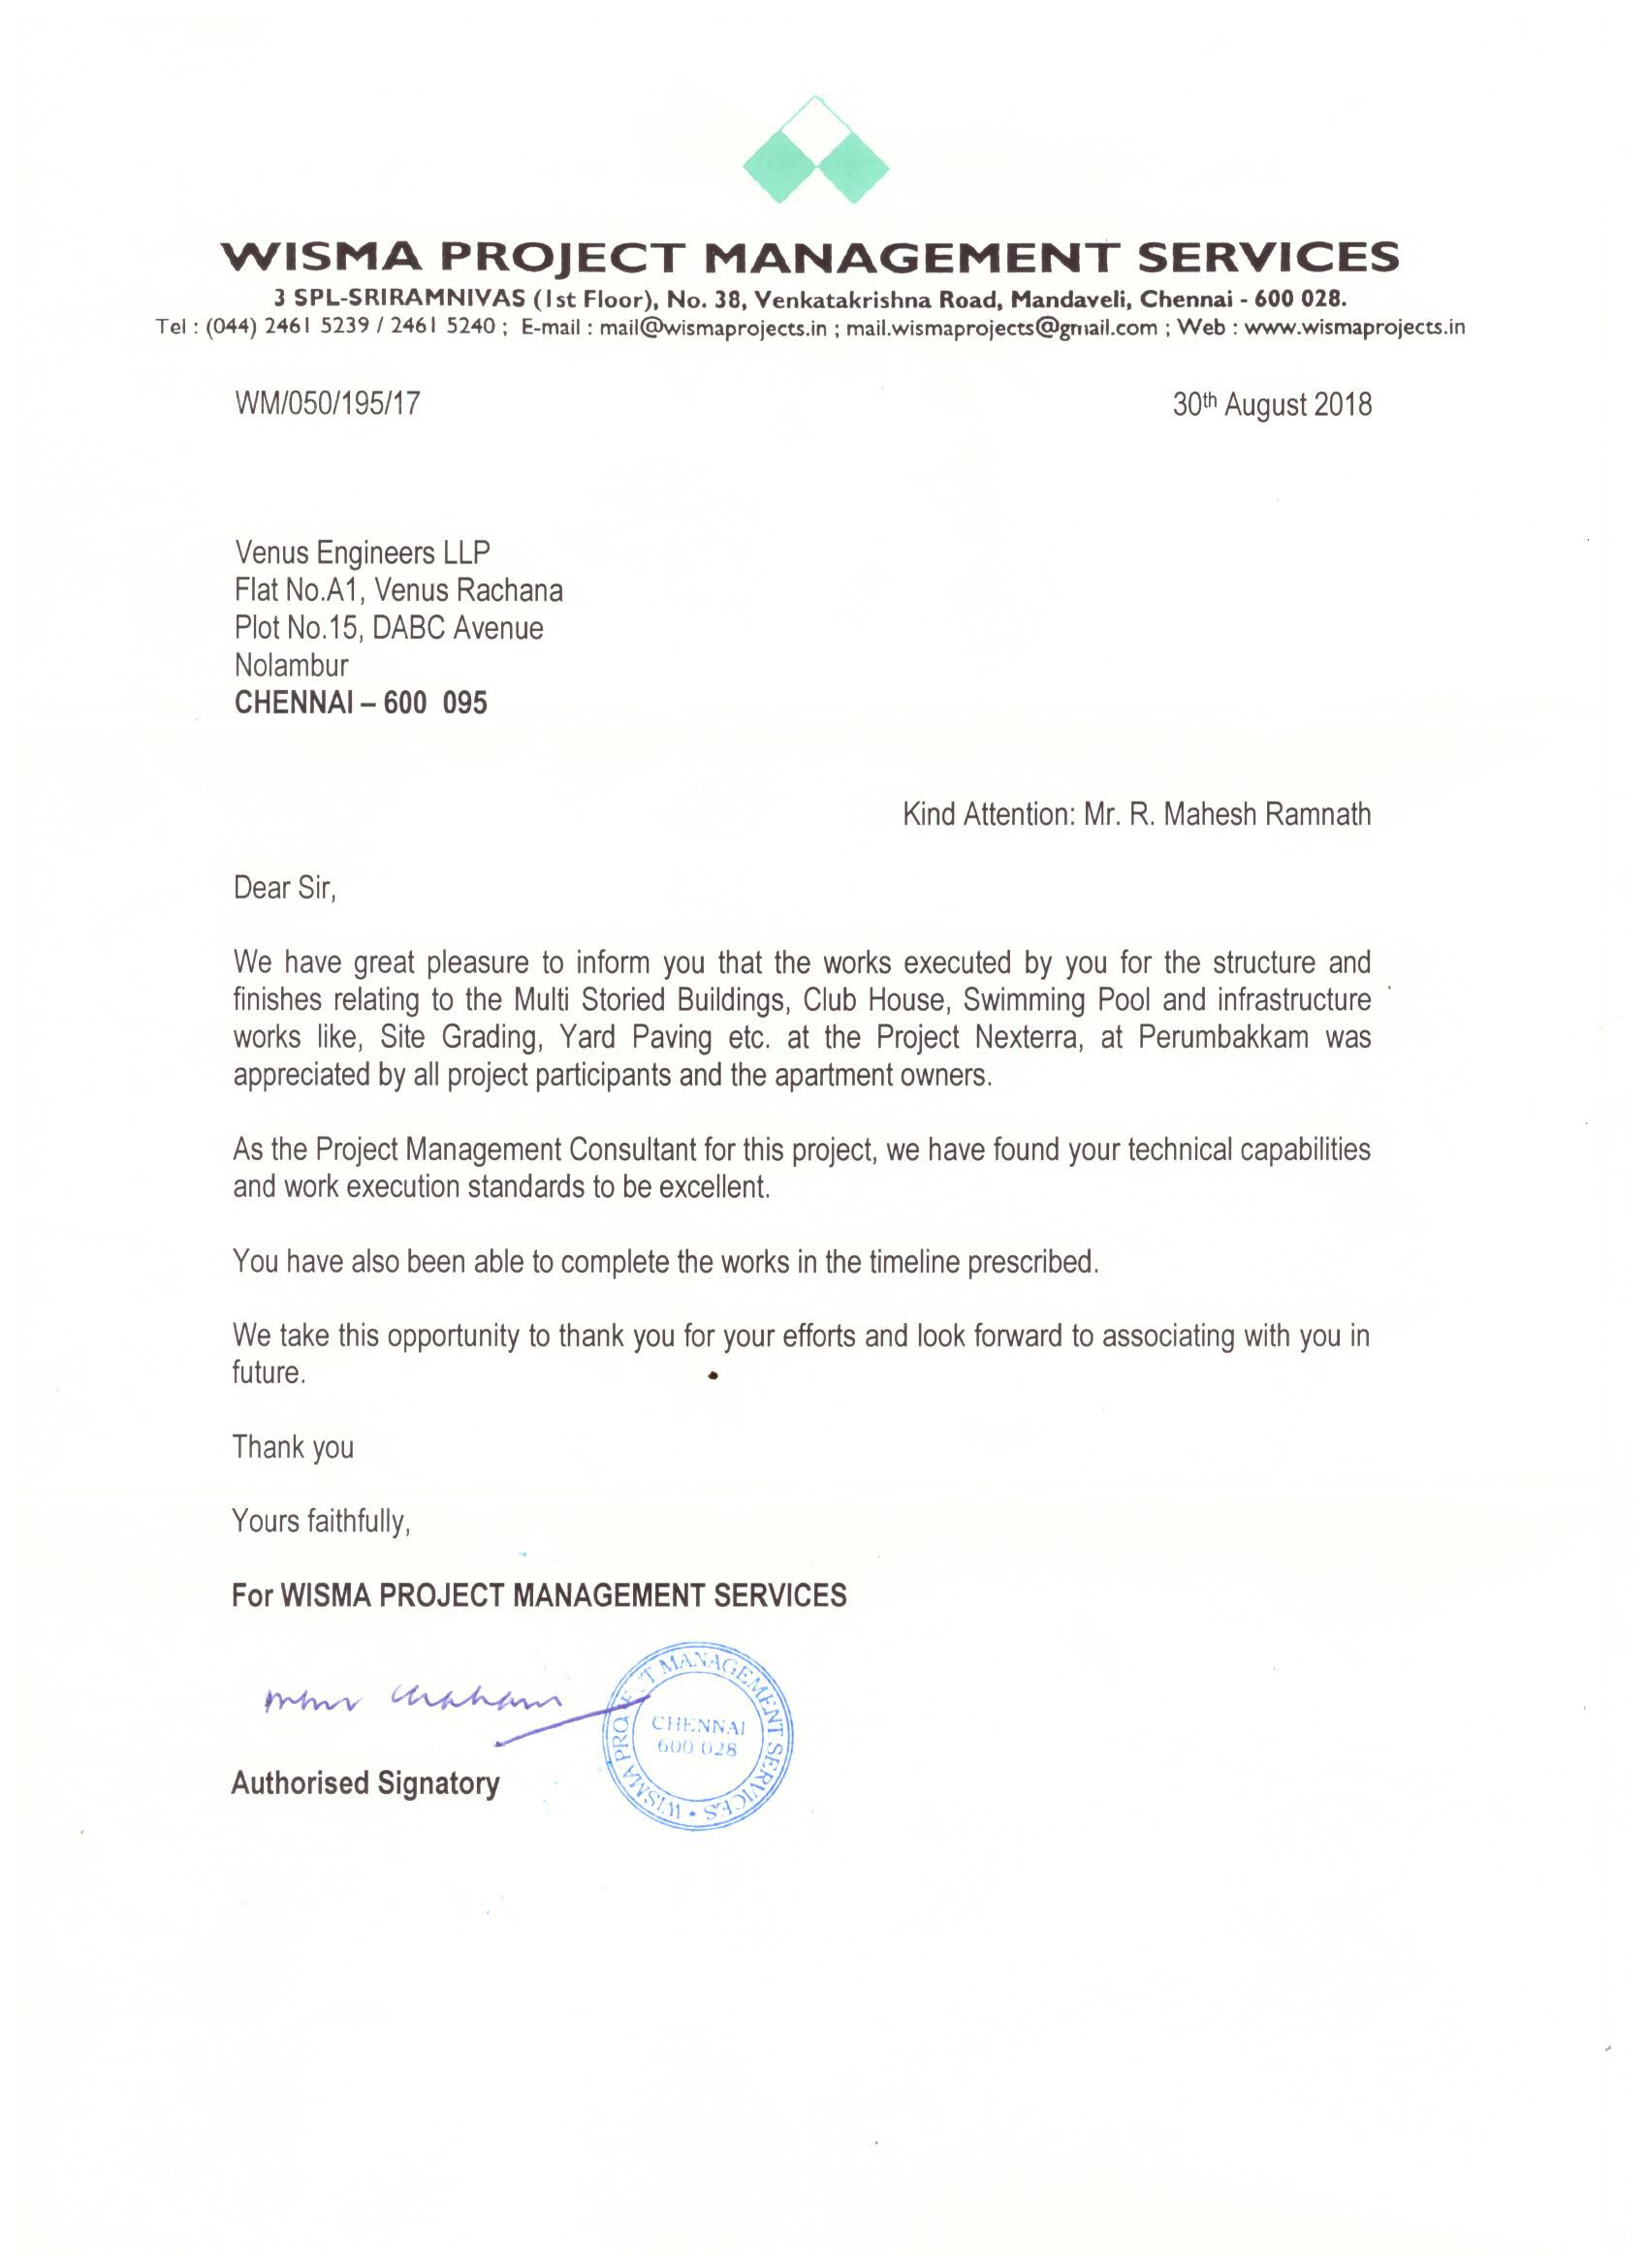 WISMA PROJECT MANAGEMENT SERVICES
3 SPL-SRIRAMNIVAS (1st Floor), No. 38, Venkatakrishna Road, Mandaveli, Chennai - 600 028.
Tel : (044) 2461 5239 / 2461 5240 ; E-mail : mail@wismaprojects.in ; mail.wismaprojects@gmail.com ; Web : www.wismaprojects.in
WM/050/195/17 30th August 2018
Venus Engineers LLP
Flat No.A1, Venus Rachana
Plot No.15, DABC Avenue
Nolambur
CHENNAI – 600 095
Kind Attention: Mr. R. Mahesh Ramnath
Dear Sir,
We have great pleasure to inform you that the works executed by you for the structure and
finishes relating to the Multi Storied Buildings, Club House, Swimming Pool and infrastructure
works like, Site Grading, Yard Paving etc. at the Project Nexterra, at Perumbakkam was
appreciated by all project participants and the apartment owners.
As the Project Management Consultant for this project, we have found your technical capabilities
and work execution standards to be excellent.
You have also been able to complete the works in the timeline prescribed.
We take this opportunity to thank you for your efforts and look forward to associating with you in
future.
Thank you
Yours faithfully,
For WISMA PROJECT MANAGEMENT SERVICES
WISMA PROJECT MANAGEMENT SERVICES •
CHENNAI
600 028
Authorised Signatory